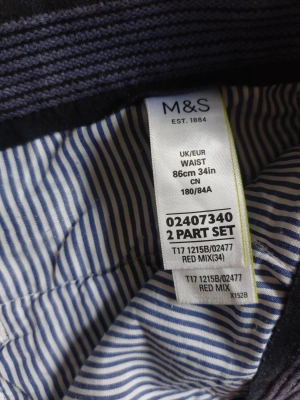 M&S
EST. 1884
UK/EUR
WAIST
86cm 34in
CN
180/84A
02407340
2 PART SET
T17 1215B/02477
RED MIX(34)
T17 1215B/02477
RED MIX
X152B